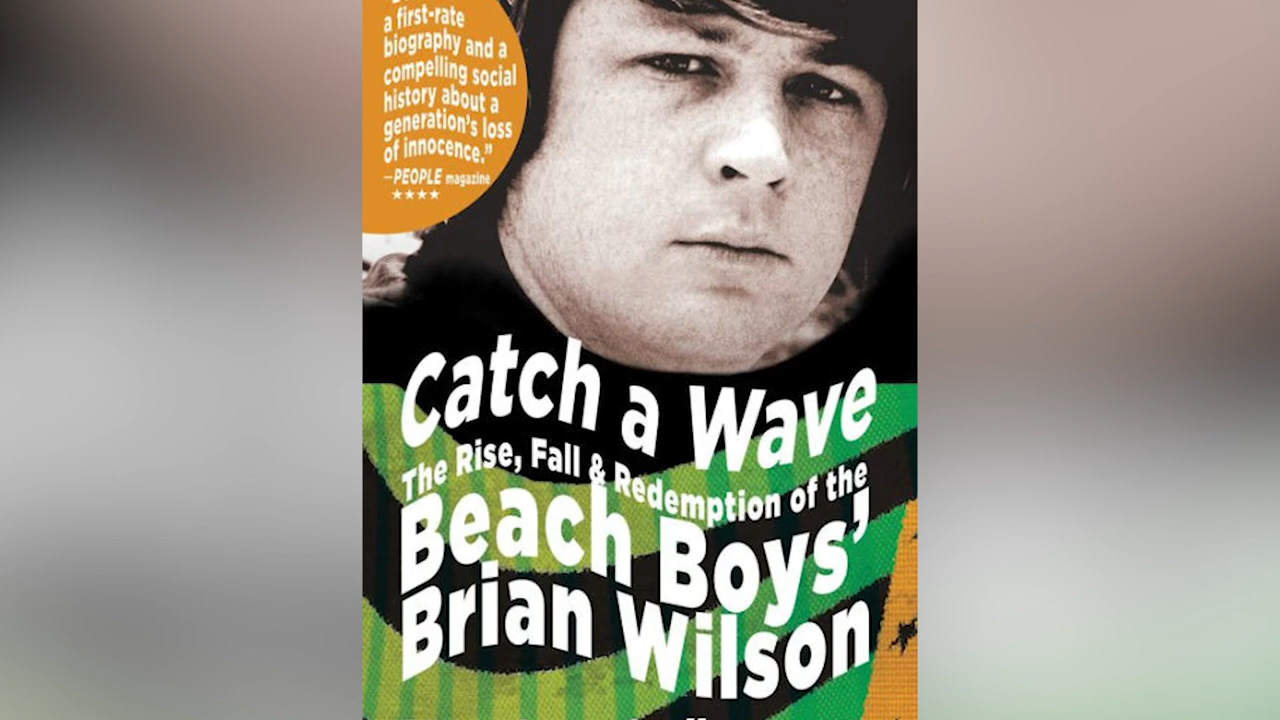 a first-rate
biography and a
compelling social
history about a
generation's loss
of innocence."
—PEOPLE magazine
★★★★
Catch a Wave
The Rise, Fall & Redemption of the
Beach Boys'
Brian Wilson